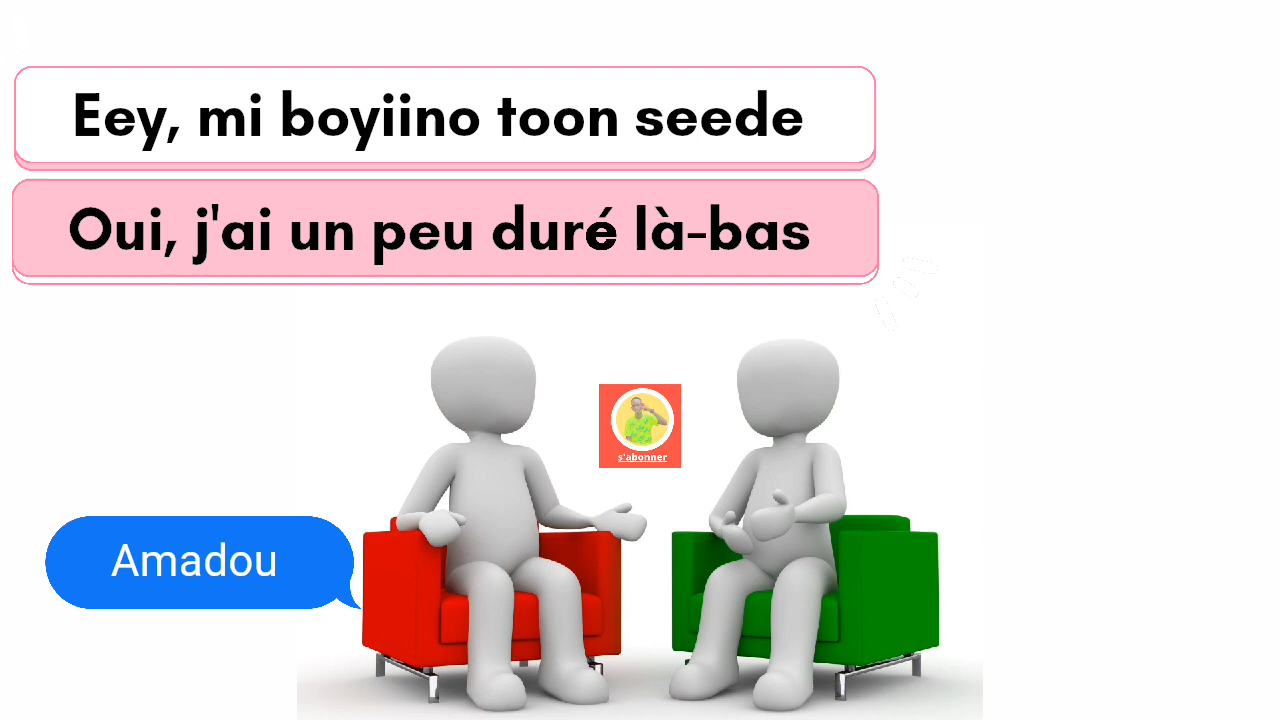 Eey, mi boyiino toon seede
Oui, j'ai un peu duré là-bas
s'abonner
Amadou